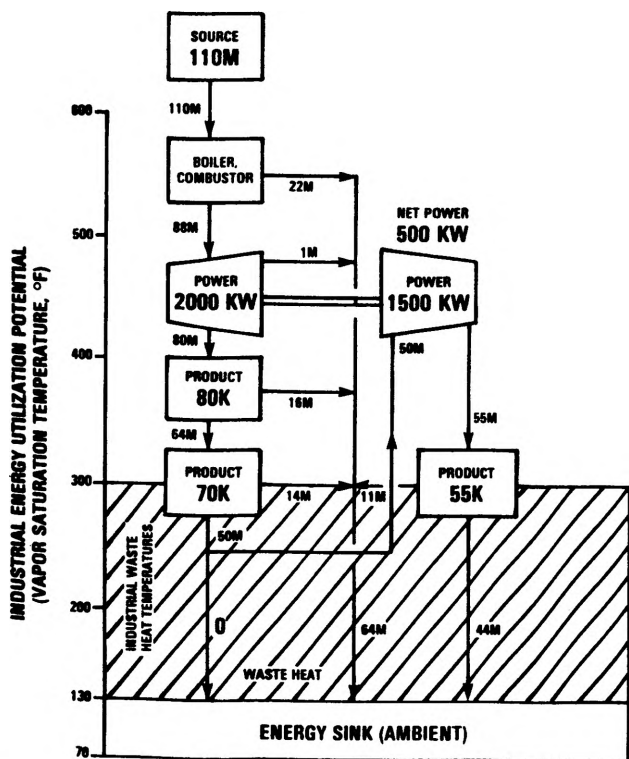 SOURCE
110M
110M
600
BOILER,
COMBUSTOR
22M
88M
NET POWER
500 KW
500
1M
POWER
2000 KW
POWER
1500 KW
80M
50M
400
PRODUCT
80K
16M
64M
55M
PRODUCT
70K
PRODUCT
55K
300
14M
11M
50M
INDUSTRIAL WASTE
HEAT TEMPERATURES
200
0
64M
44M
WASTE HEAT
130
ENERGY SINK (AMBIENT)
70
INDUSTRIAL ENERGY UTILIZATION POTENTIAL
(VAPOR SATURATION TEMPERATURE, °F)